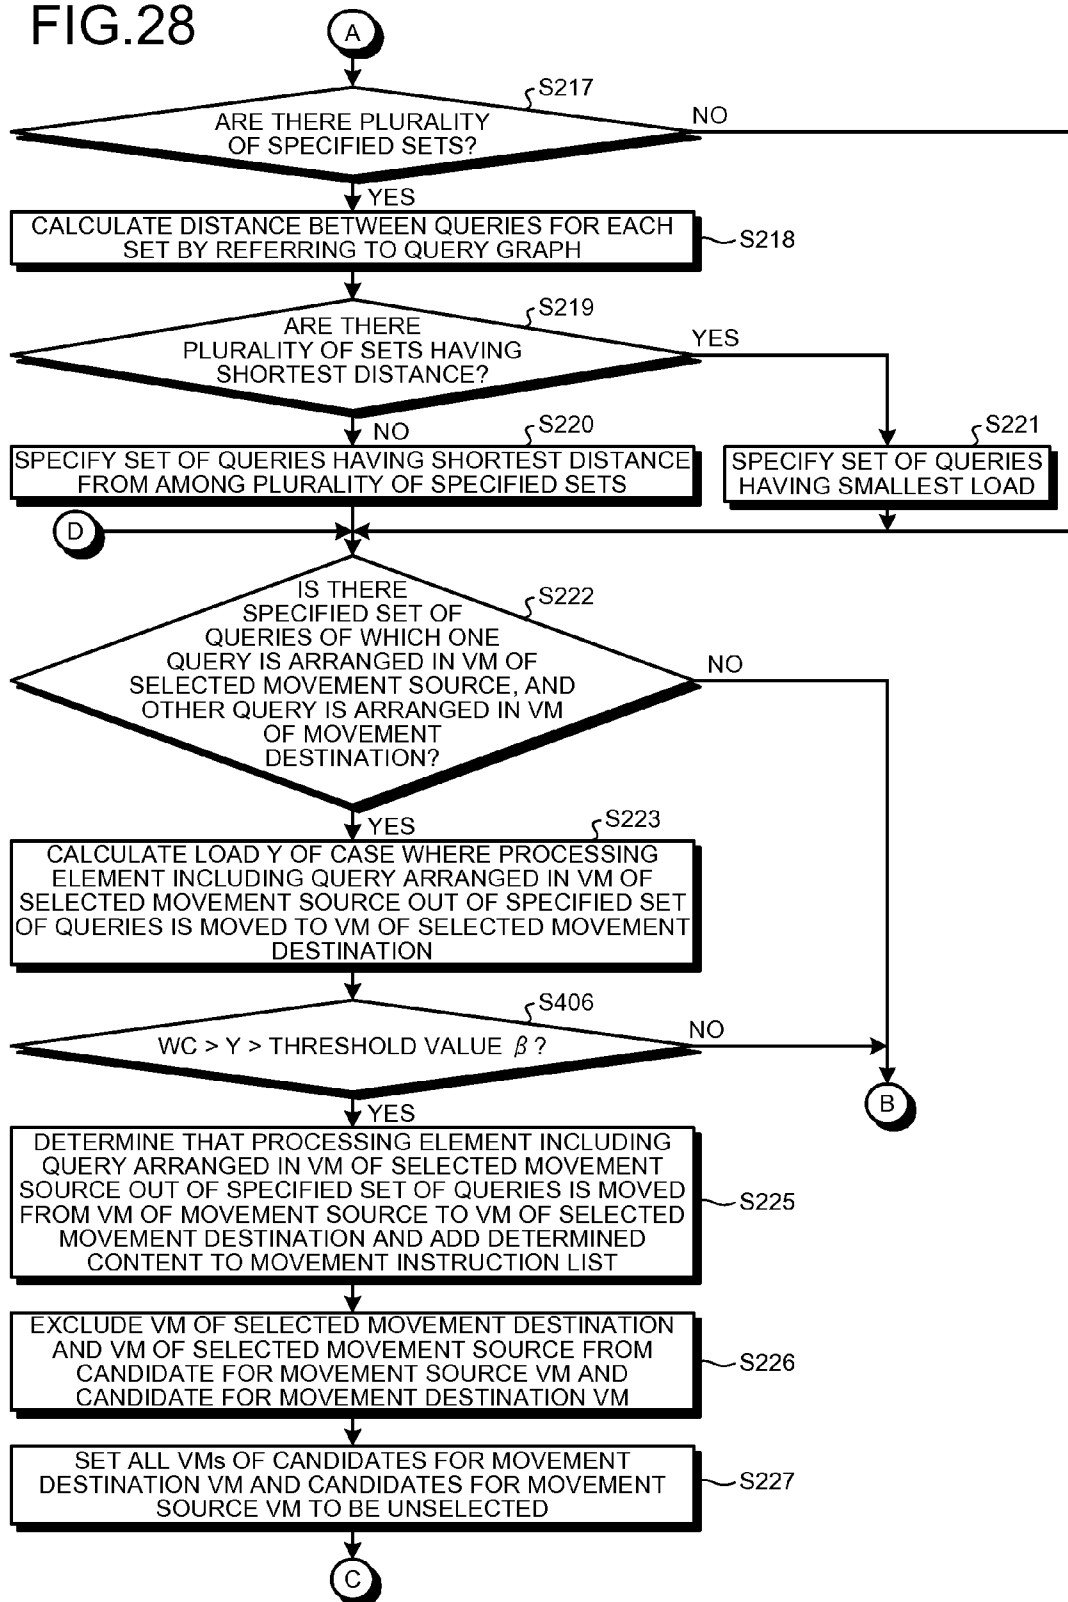 FIG.28
A
S217
ARE THERE PLURALITY
OF SPECIFIED SETS?
NO
YES
CALCULATE DISTANCE BETWEEN QUERIES FOR EACH
SET BY REFERRING TO QUERY GRAPH
S218
S219
ARE THERE
PLURALITY OF SETS HAVING
SHORTEST DISTANCE?
YES
NO
S220
SPECIFY SET OF QUERIES HAVING SHORTEST DISTANCE
FROM AMONG PLURALITY OF SPECIFIED SETS
S221
SPECIFY SET OF QUERIES
HAVING SMALLEST LOAD
D
S222
IS THERE
SPECIFIED SET OF
QUERIES OF WHICH ONE
QUERY IS ARRANGED IN VM OF
SELECTED MOVEMENT SOURCE, AND
OTHER QUERY IS ARRANGED IN VM
OF MOVEMENT
DESTINATION?
NO
YES
S223
CALCULATE LOAD Y OF CASE WHERE PROCESSING
ELEMENT INCLUDING QUERY ARRANGED IN VM OF
SELECTED MOVEMENT SOURCE OUT OF SPECIFIED SET
OF QUERIES IS MOVED TO VM OF SELECTED MOVEMENT
DESTINATION
S406
WC > Y > THRESHOLD VALUE β?
NO
B
YES
DETERMINE THAT PROCESSING ELEMENT INCLUDING
QUERY ARRANGED IN VM OF SELECTED MOVEMENT
SOURCE OUT OF SPECIFIED SET OF QUERIES IS MOVED
FROM VM OF MOVEMENT SOURCE TO VM OF SELECTED
MOVEMENT DESTINATION AND ADD DETERMINED
CONTENT TO MOVEMENT INSTRUCTION LIST
S225
EXCLUDE VM OF SELECTED MOVEMENT DESTINATION
AND VM OF SELECTED MOVEMENT SOURCE FROM
CANDIDATE FOR MOVEMENT SOURCE VM AND
CANDIDATE FOR MOVEMENT DESTINATION VM
S226
SET ALL VMs OF CANDIDATES FOR MOVEMENT
DESTINATION VM AND CANDIDATES FOR MOVEMENT
SOURCE VM TO BE UNSELECTED
S227
C